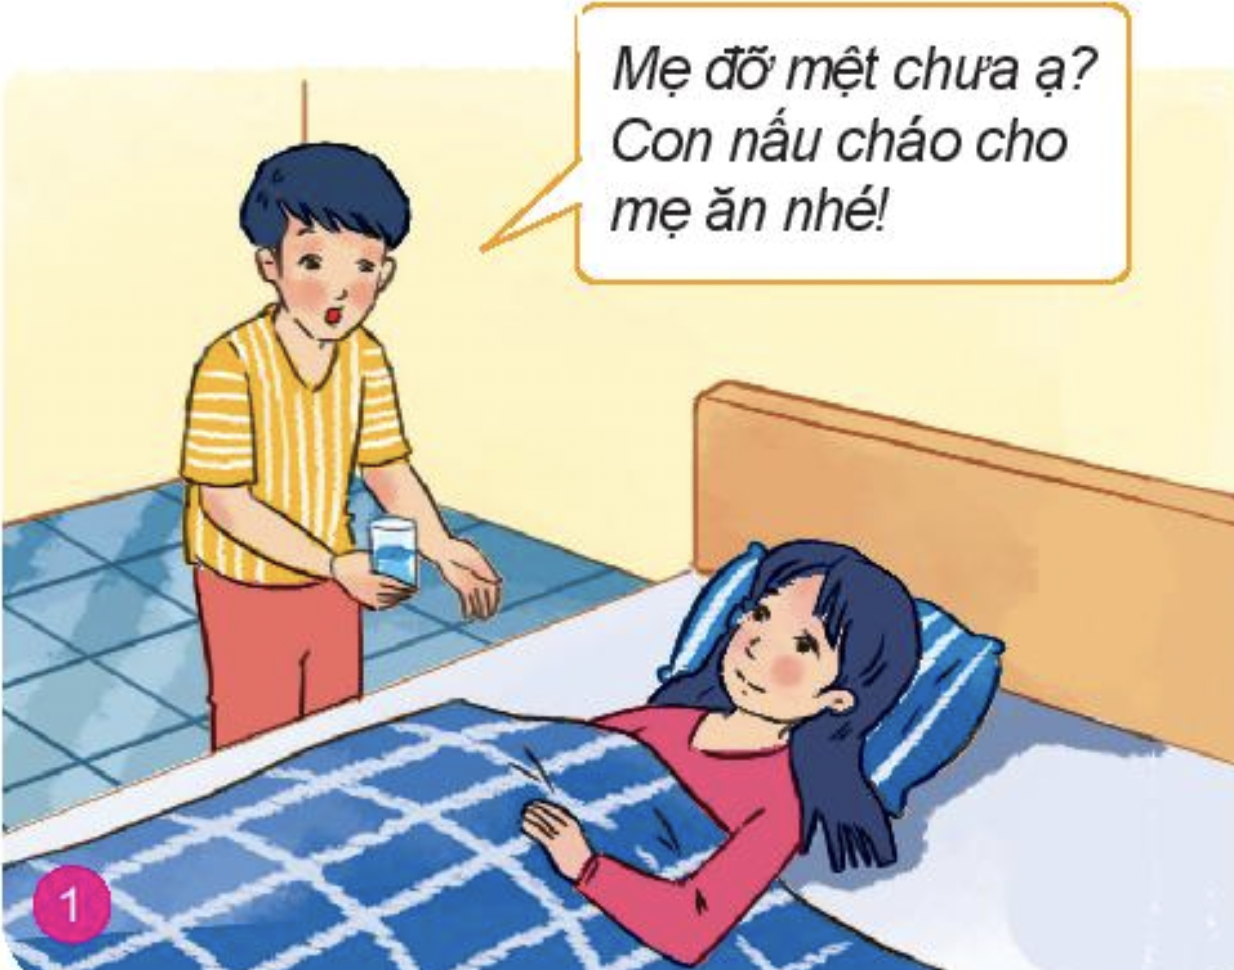 Mẹ đỡ mệt chưa ạ?
Con nấu cháo cho
mẹ ăn nhé!
1